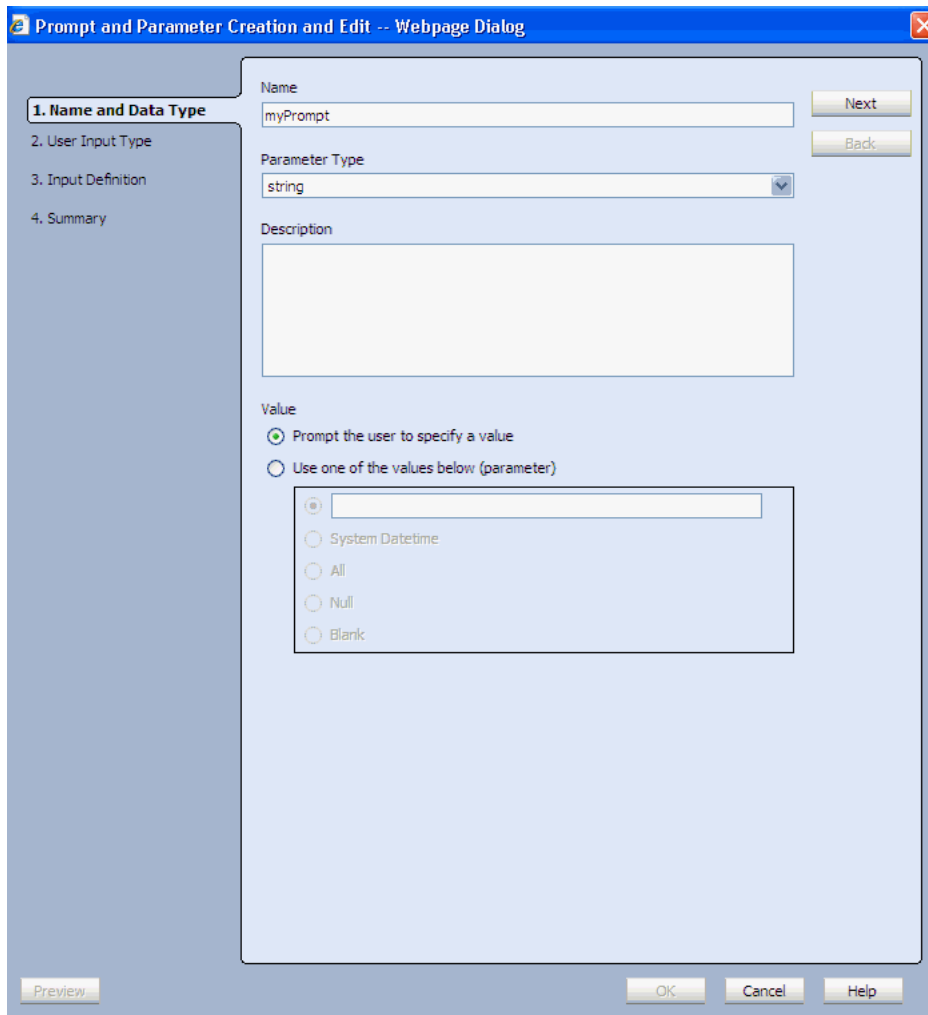 Prompt and Parameter Creation and Edit -- Webpage Dialog
1. Name and Data Type
2. User Input Type
3. Input Definition
4. Summary
Name
myPrompt
Parameter Type
string
Description
Value
Prompt the user to specify a value
Use one of the values below (parameter)
System Datetime
All
Null
Blank
Next
Back
Preview
OK
Cancel
Help